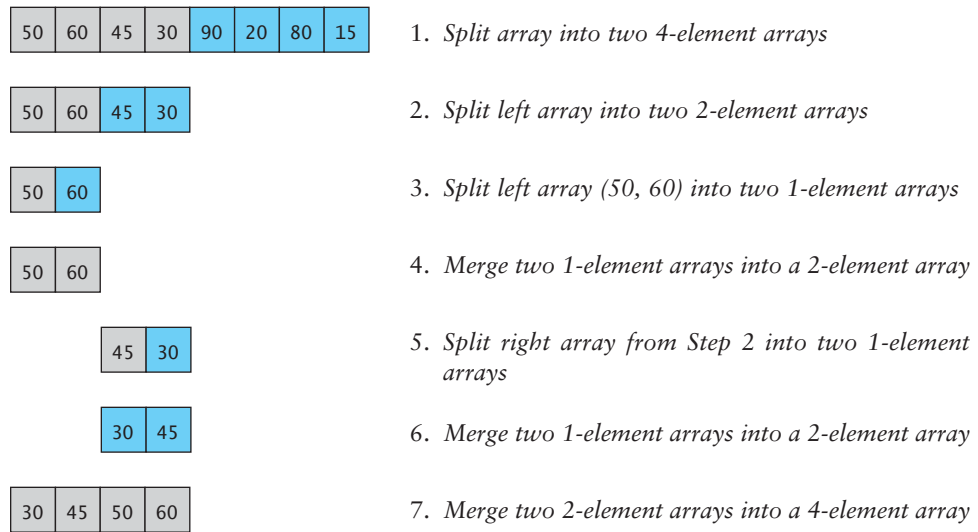 50 60 45 30 90 20 80 15 1. Split array into two 4-element arrays
50 60 45 30 2. Split left array into two 2-element arrays
50 60 3. Split left array (50, 60) into two 1-element arrays
50 60 4. Merge two 1-element arrays into a 2-element array
45 30 5. Split right array from Step 2 into two 1-element
arrays
30 45 6. Merge two 1-element arrays into a 2-element array
30 45 50 60 7. Merge two 2-element arrays into a 4-element array